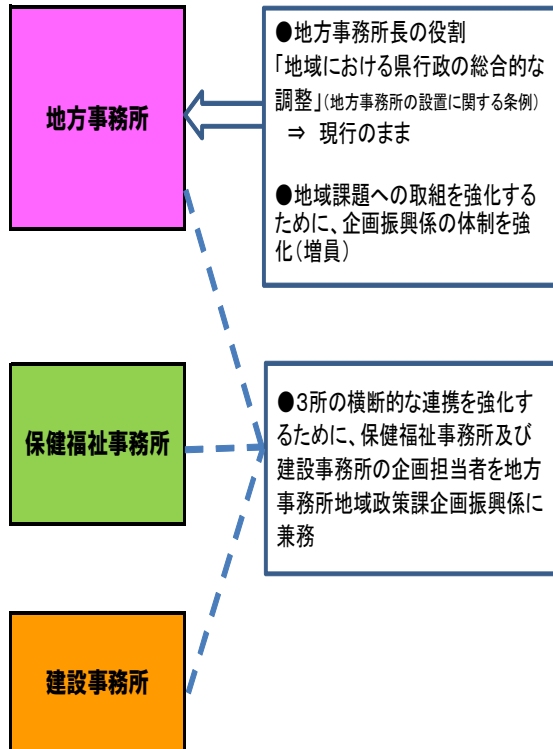 地方事務所
●地方事務所長の役割
「地域における県行政の総合的な
調整」(地方事務所の設置に関する条例)
⇒ 現行のまま
●地域課題への取組を強化する
ために、企画振興係の体制を強
化(増員)
保健福祉事務所
●3所の横断的な連携を強化す
るために、保健福祉事務所及び
建設事務所の企画担当者を地方
事務所地域政策課企画振興係に
兼務
建設事務所